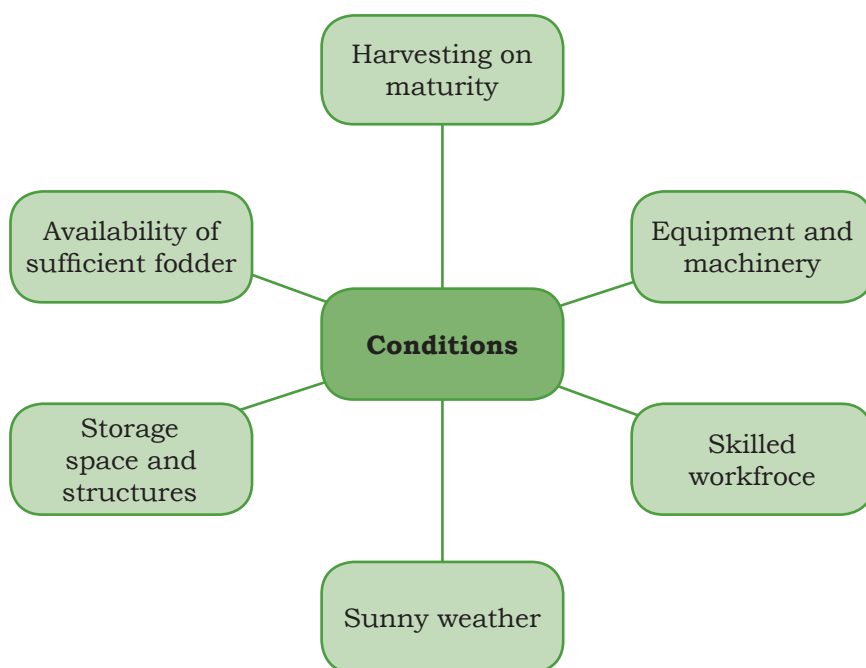 Harvesting on
maturity
Availability of
sufficient fodder
Equipment and
machinery
Conditions
Storage
space and
structures
Skilled
workfroce
Sunny weather